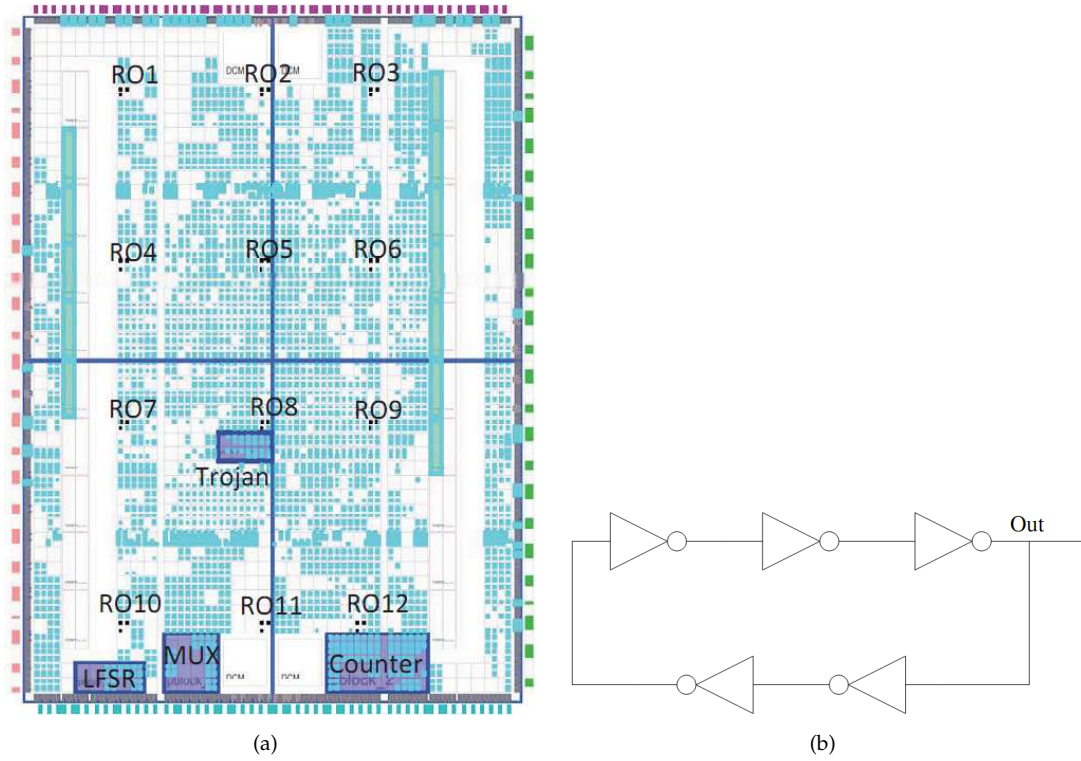 DCM DCM
RO1 RO2 RO3
RO4 RO5 RO6
RO7 RO8 RO9
Trojan
Out
RO10 RO11 RO12
MUX
LFSR
Counter
DCM DCM
(a) (b)